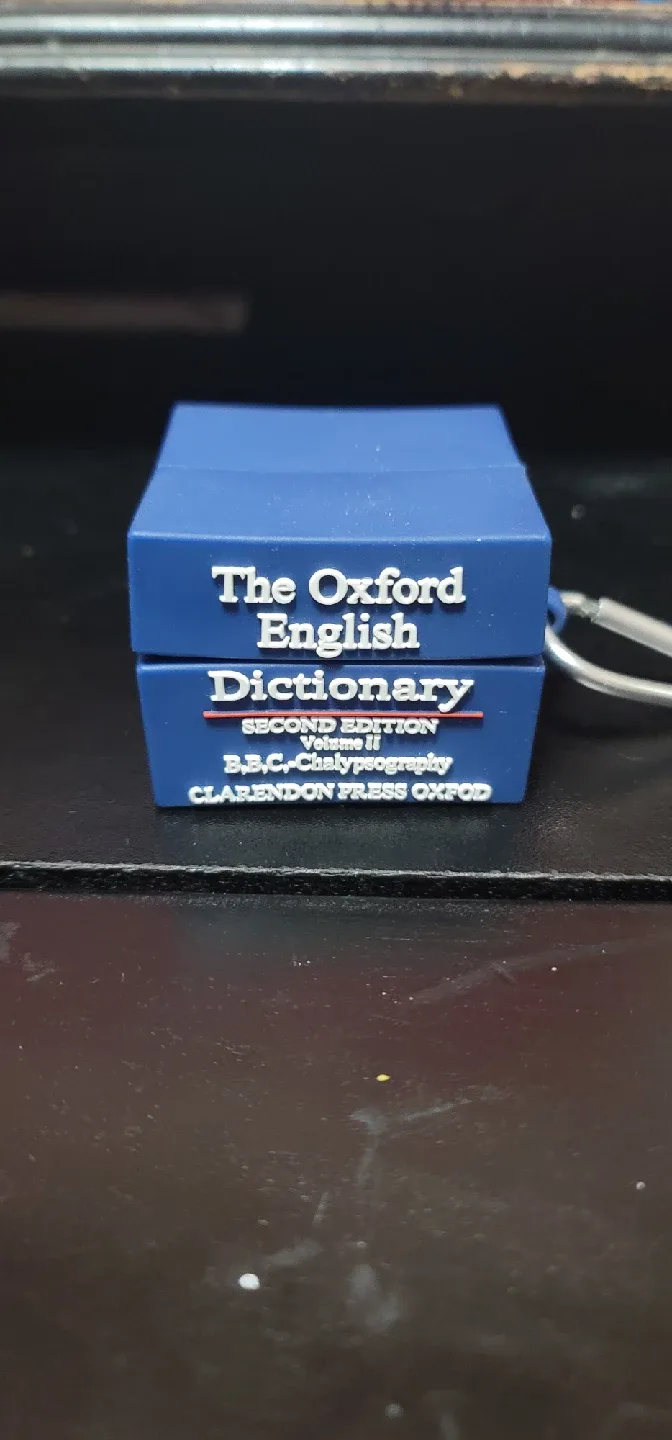 The Oxford
English
Dictionary
SECOND EDITION
Volume II
B,B,C,-Chalypsography
CLARENDON PRESS OXFOD